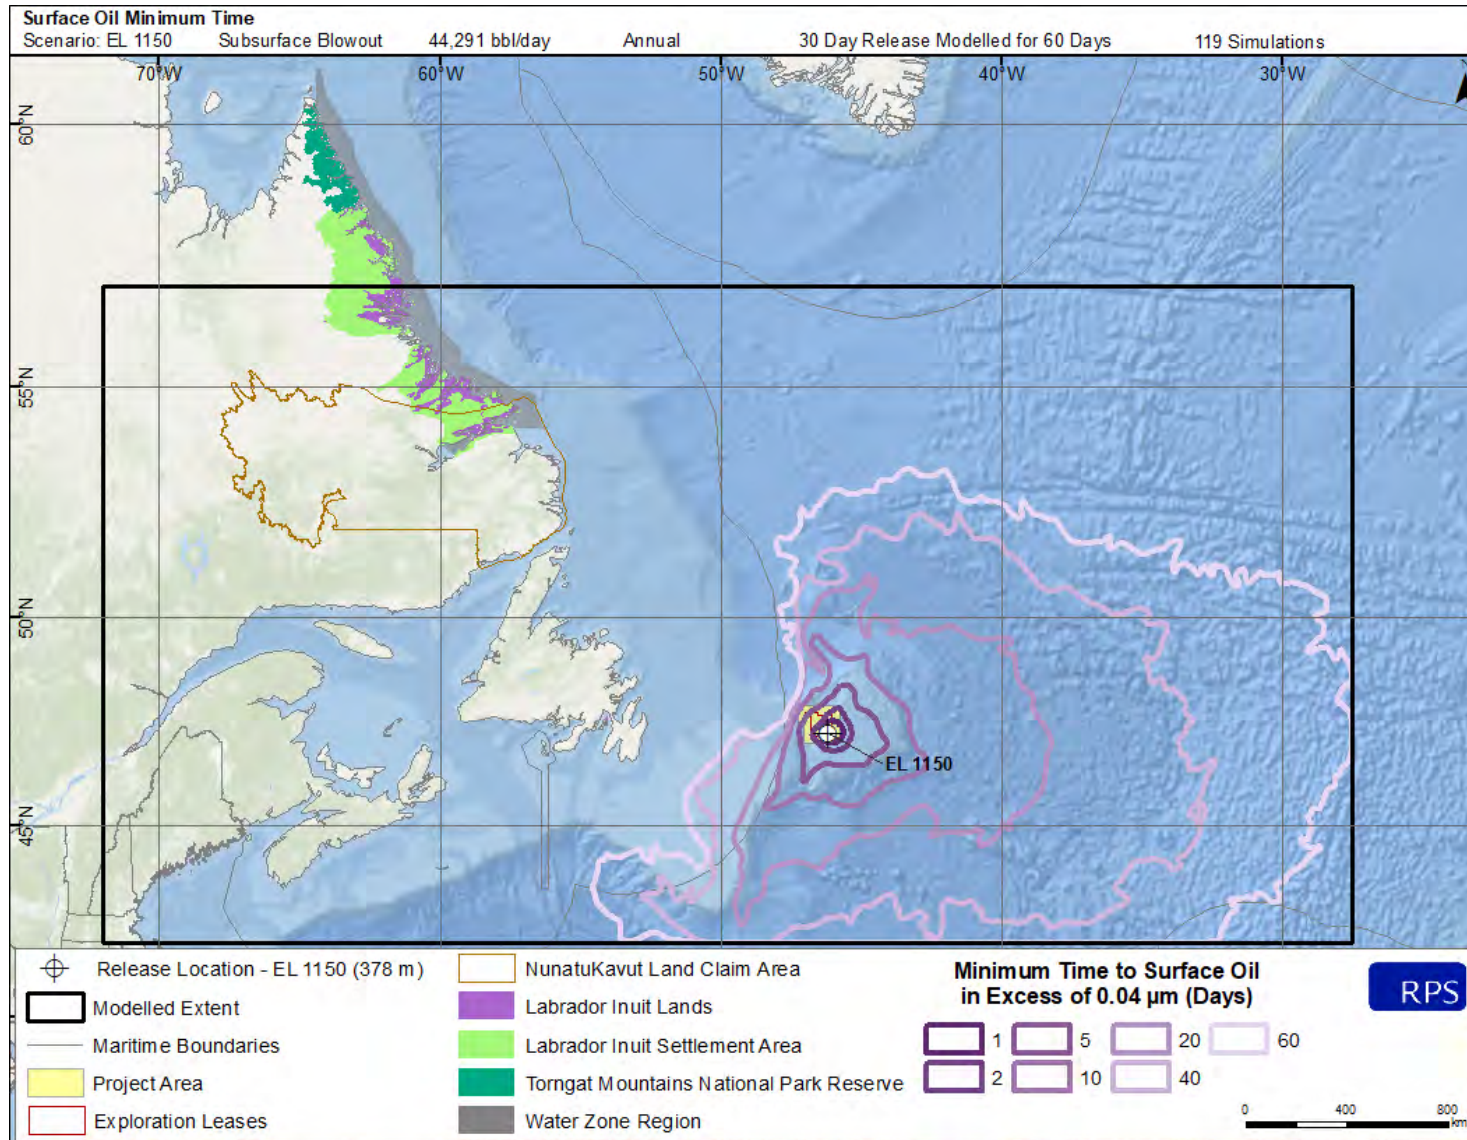 Surface Oil Minimum Time
Scenario: EL 1150 Subsurface Blowout 44,291 bbl/day Annual 30 Day Release Modelled for 60 Days 119 Simulations
70°W 60°W 50°W 40°W 30°W
60°N
55°N
50°N
EL 1150
45°N
Release Location - EL 1150 (378 m)
Modelled Extent
Maritime Boundaries
Project Area
Exploration Leases
NunatuKavut Land Claim Area
Labrador Inuit Lands
Labrador Inuit Settlement Area
Torngat Mountains National Park Reserve
Water Zone Region
Minimum Time to Surface Oil
in Excess of 0.04 µm (Days)
1 5 20 60
2 10 40
RPS
0 400 800
km